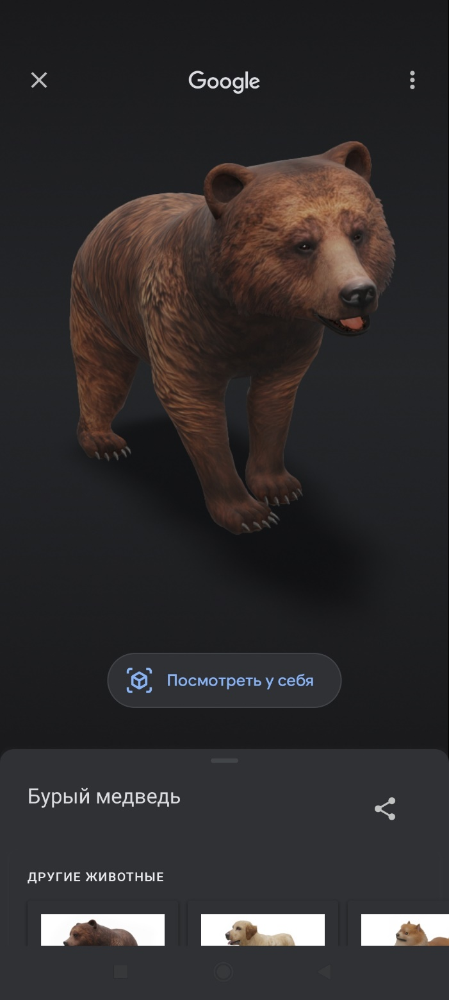 Google
Посмотреть у себя
Бурый медведь
ДРУГИЕ ЖИВОТНЫЕ